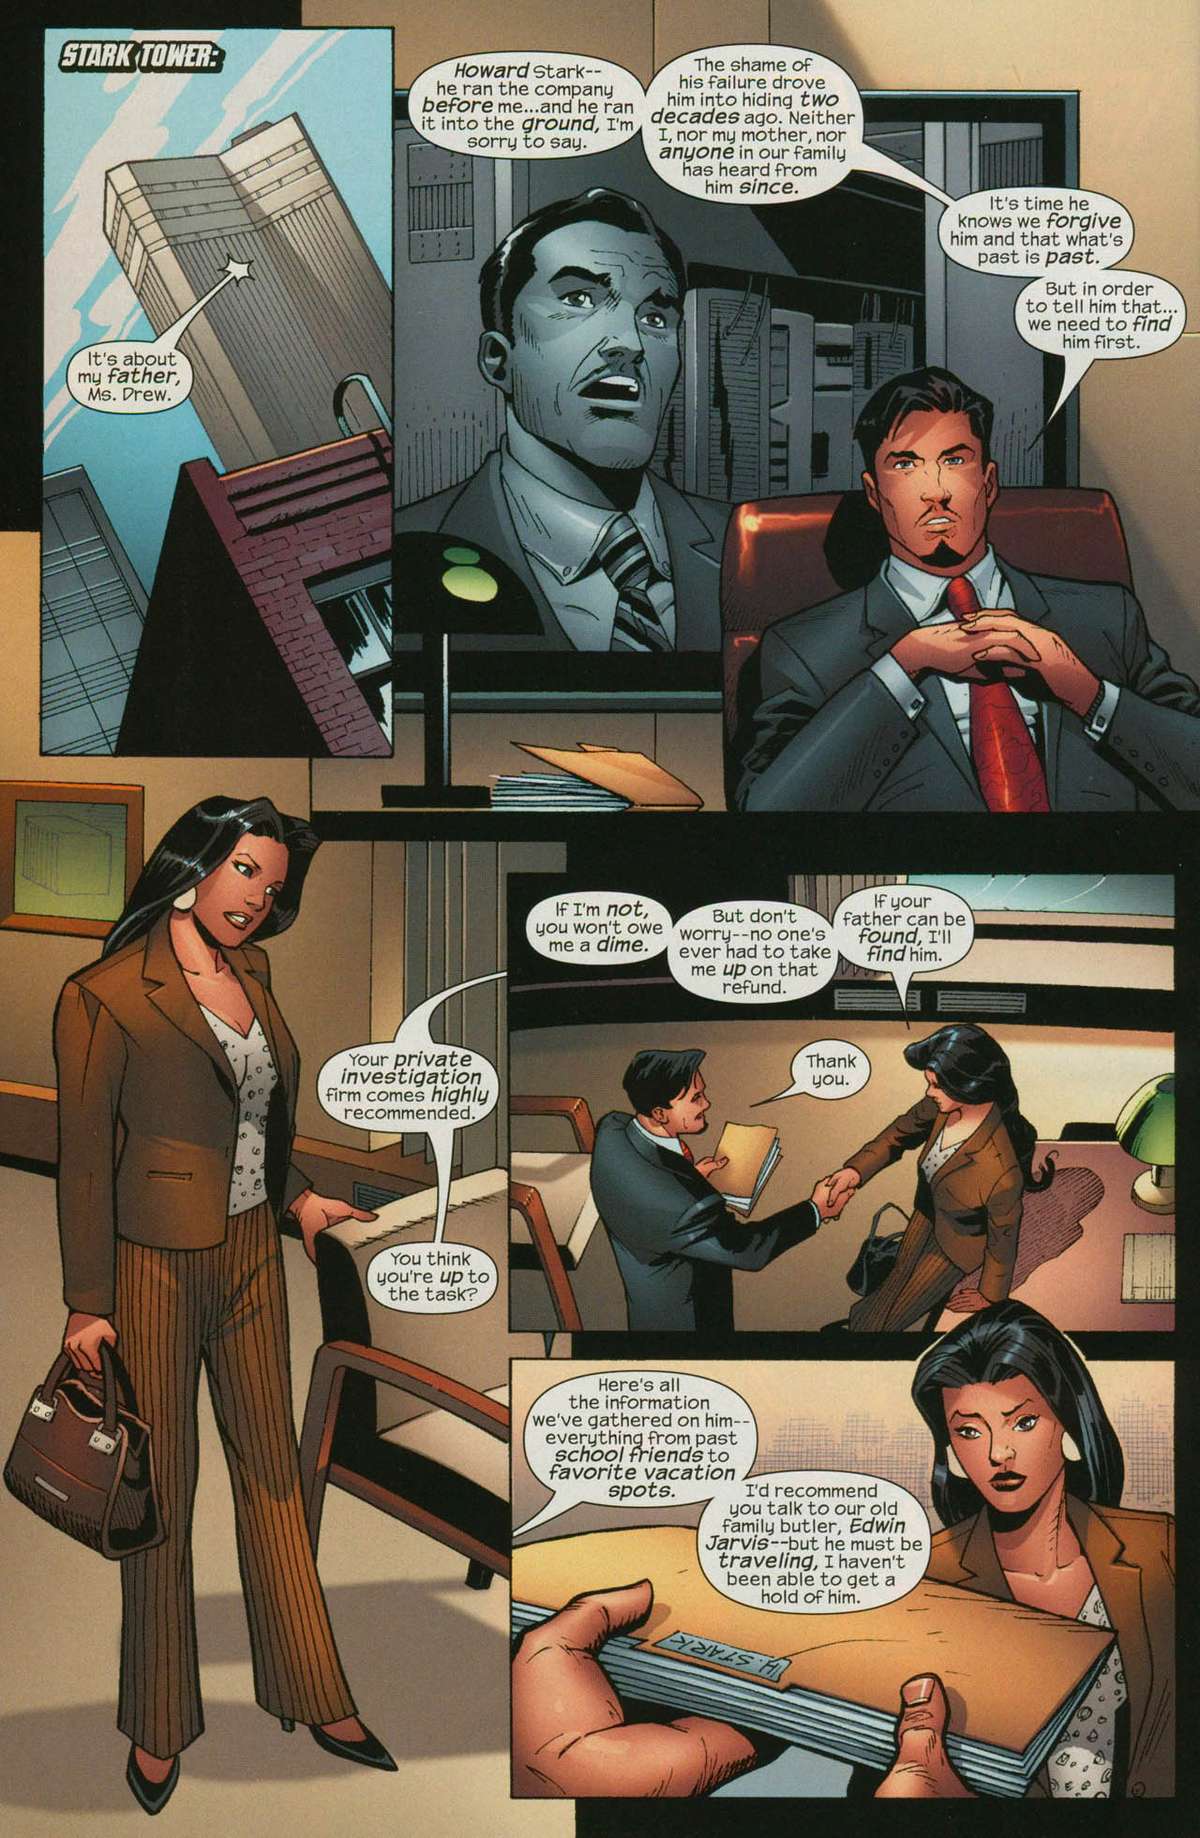 STARK TOWER:
It's about
my father,
Ms. Drew.
Howard Stark--
he ran the company
before me...and he ran
it into the ground, I'm
sorry to say.
The shame of
his failure drove
him into hiding two
decades ago. Neither
I, nor my mother, nor
anyone in our family
has heard from
him since.
It's time he
knows we forgive
him and that what's
past is past.
But in order
to tell him that...
we need to find
him first.
Your private
investigation
firm comes highly
recommended.
You think
you're up to
the task?
If I'm not,
you won't owe
me a dime.
But don't
worry--no one's
ever had to take
me up on that
refund.
If your
father can be
found, I'll
find him.
Thank
you.
Here's all
the information
we've gathered on him--
everything from past
school friends to
favorite vacation
spots.
I'd recommend
you talk to our old
family butler, Edwin
Jarvis--but he must be
traveling, I haven't
been able to get a
hold of him.
H. STARK